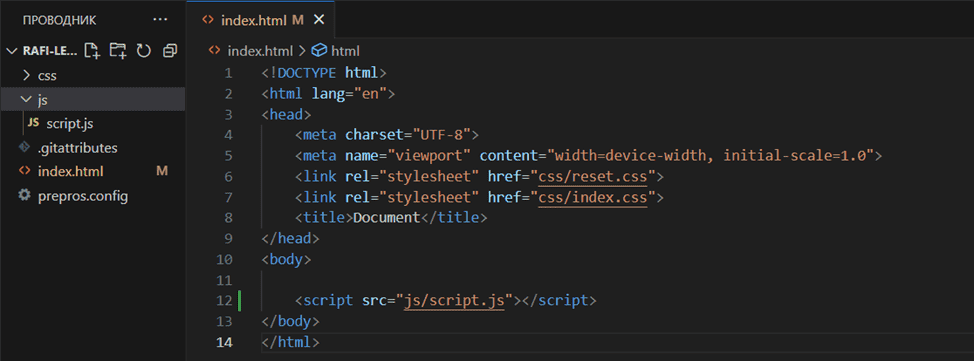 ПРОВОДНИК ...
RAFI-LE...
css
js
JS script.js
.gitattributes
index.html M
prepros.config
index.html M
index.html > html
1 <!DOCTYPE html>
2 <html lang="en">
3 <head>
4 <meta charset="UTF-8">
5 <meta name="viewport" content="width=device-width, initial-scale=1.0">
6 <link rel="stylesheet" href="css/reset.css">
7 <link rel="stylesheet" href="css/index.css">
8 <title>Document</title>
9 </head>
10 <body>
11
12 <script src="js/script.js"></script>
13 </body>
14 </html>